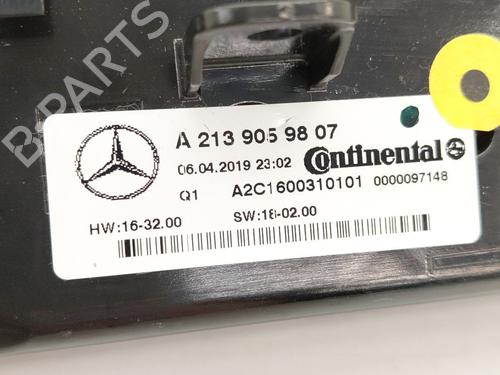 BPARTS
A 213 905 98 07
06.04.2019 23:02 Continental
Q1 A2C1600310101 0000097148
HW:16-32.00 SW:18-02.00